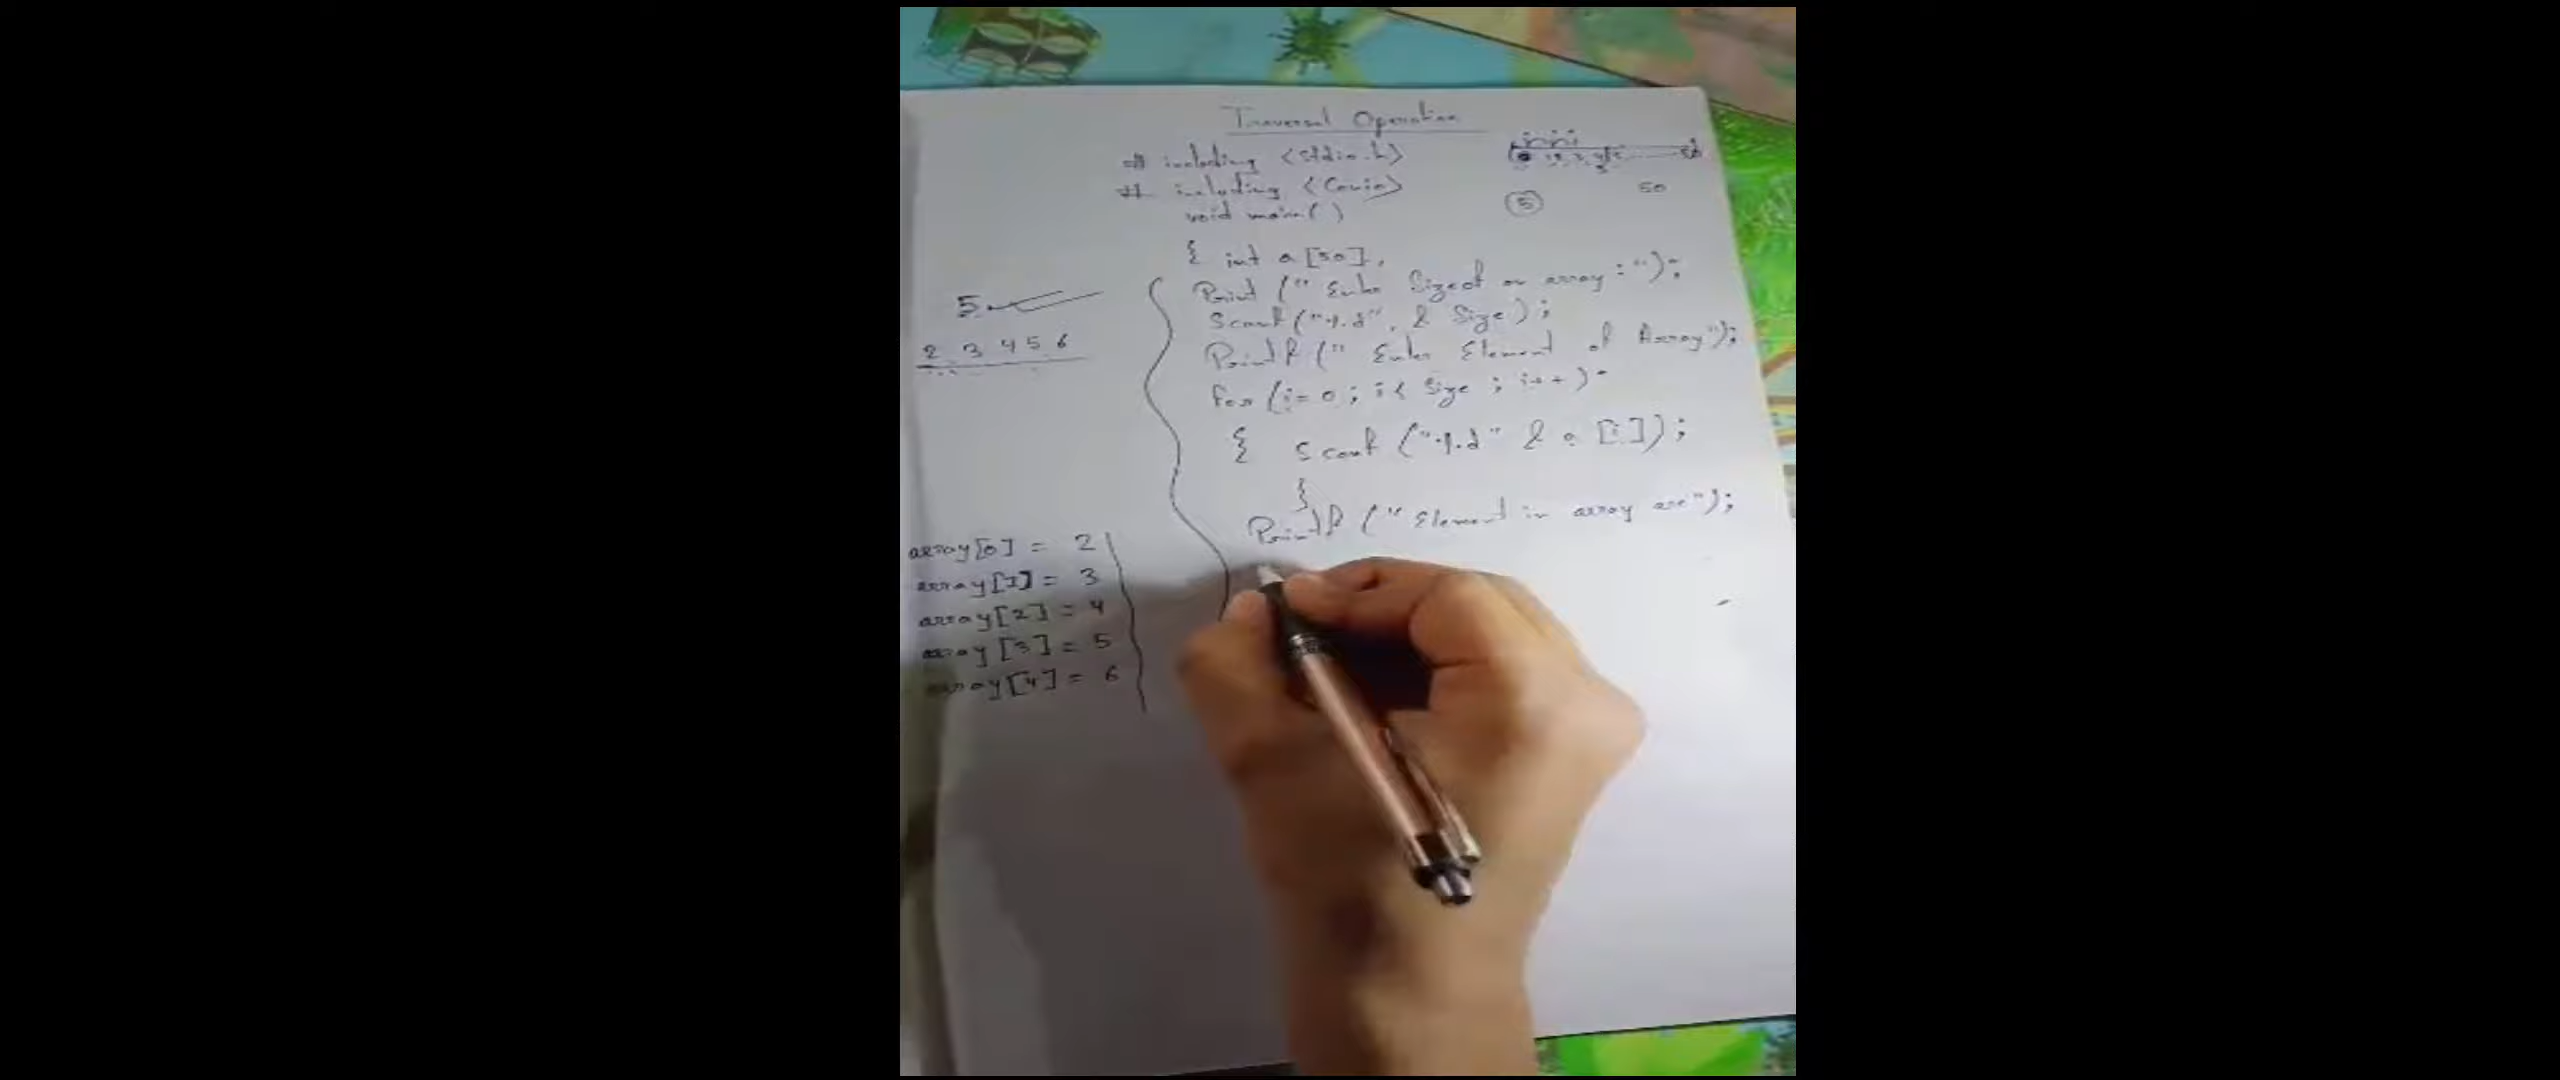 Traversal Operation
# including <stdio.h>
# including <Conio>
void main()
{ int a [50],
Print (" Enter Sizeof an array : ");
Scanf ("%d", & Size);
Printf (" Enter Element of Array");
for (i=0 ; i< Size ; i++)
{ Scanf ("%d" & a [i]);
}
Printf (" Element in array are");
50
5
5
2 3 4 5 6
array[0] = 2
array[1] = 3
array[2] = 4
array[3] = 5
array[4] = 6